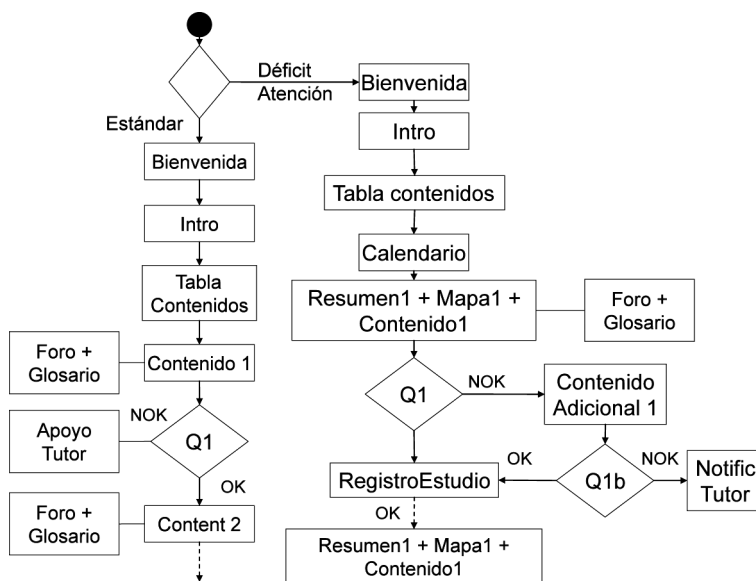 Déficit
Atención
Estándar
Bienvenida
Intro
Tabla
Contenidos
Foro +
Glosario
Contenido 1
NOK
Apoyo
Tutor
Q1
OK
Foro +
Glosario
Content 2
Bienvenida
Intro
Tabla contenidos
Calendario
Resumen1 + Mapa1 +
Contenido1
Foro +
Glosario
Q1
NOK
Contenido
Adicional 1
Q1b
OK
NOK
Notific
Tutor
RegistroEstudio
OK
Resumen1 + Mapa1 +
Contenido1